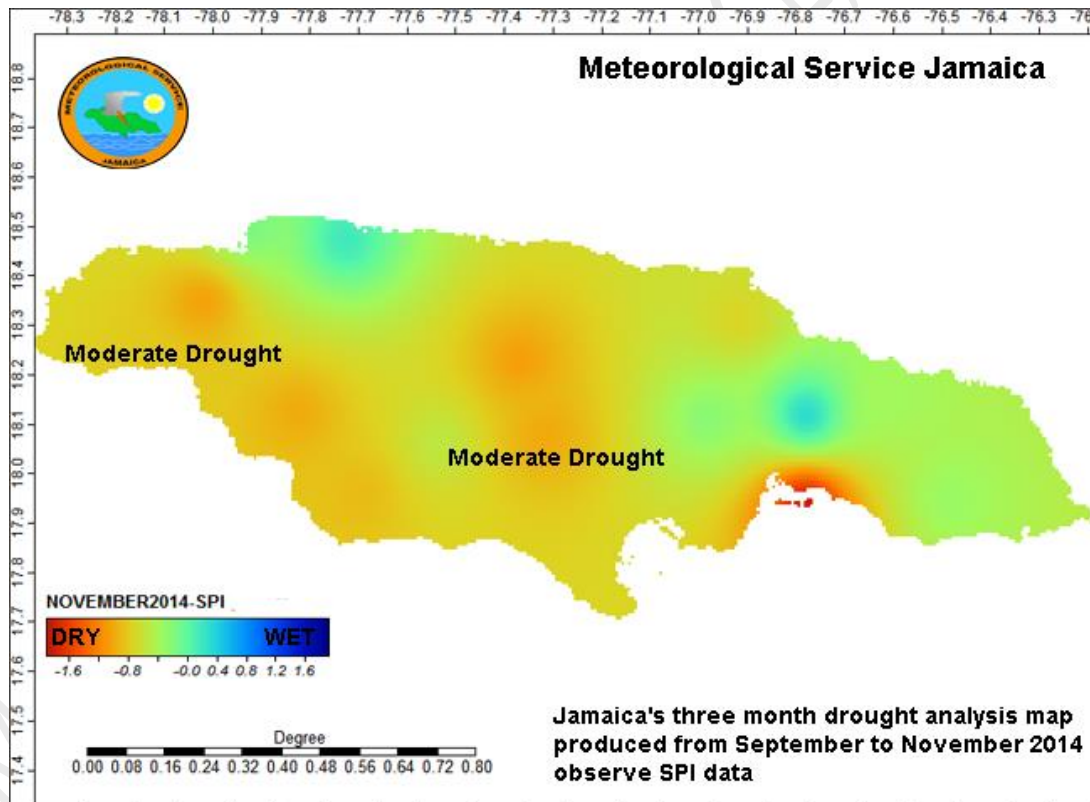 -78.3 -78.2 -78.1 -78.0 -77.9 -77.8 -77.7 -77.6 -77.5 -77.4 -77.3 -77.2 -77.1 -77.0 -76.9 -76.8 -76.7 -76.6 -76.5 -76.4 -76.3
Meteorological Service Jamaica
METEOROLOGICAL SERVICE
JAMAICA
18.8
18.7
18.6
18.5
18.4
18.3
18.2
18.1
18.0
17.9
17.8
17.7
17.6
17.5
17.4
Moderate Drought
Moderate Drought
NOVEMBER2014-SPI
DRY WET
-1.6 -0.8 -0.0 0.4 0.8 1.2 1.6
Degree
0.00 0.08 0.16 0.24 0.32 0.40 0.48 0.56 0.64 0.72 0.80
Jamaica's three month drought analysis map
produced from September to November 2014
observe SPI data